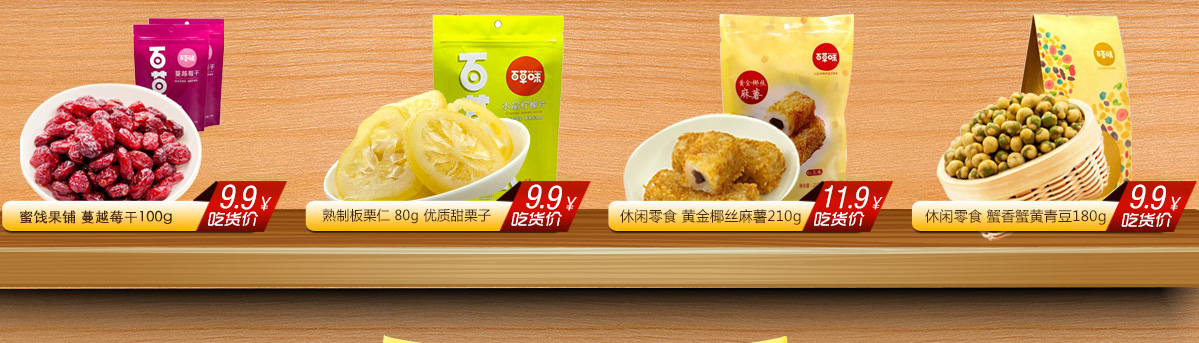 百草味
蔓越莓干
百草味
水晶柠檬干
百草味
黄金椰丝
麻薯
百草味
蜜饯果铺 蔓越莓干100g
9.9¥
吃货价
熟制板栗仁 80g 优质甜栗子
9.9¥
吃货价
休闲零食 黄金椰丝麻薯210g
11.9¥
吃货价
休闲零食 蟹香蟹黄青豆180g
9.9¥
吃货价